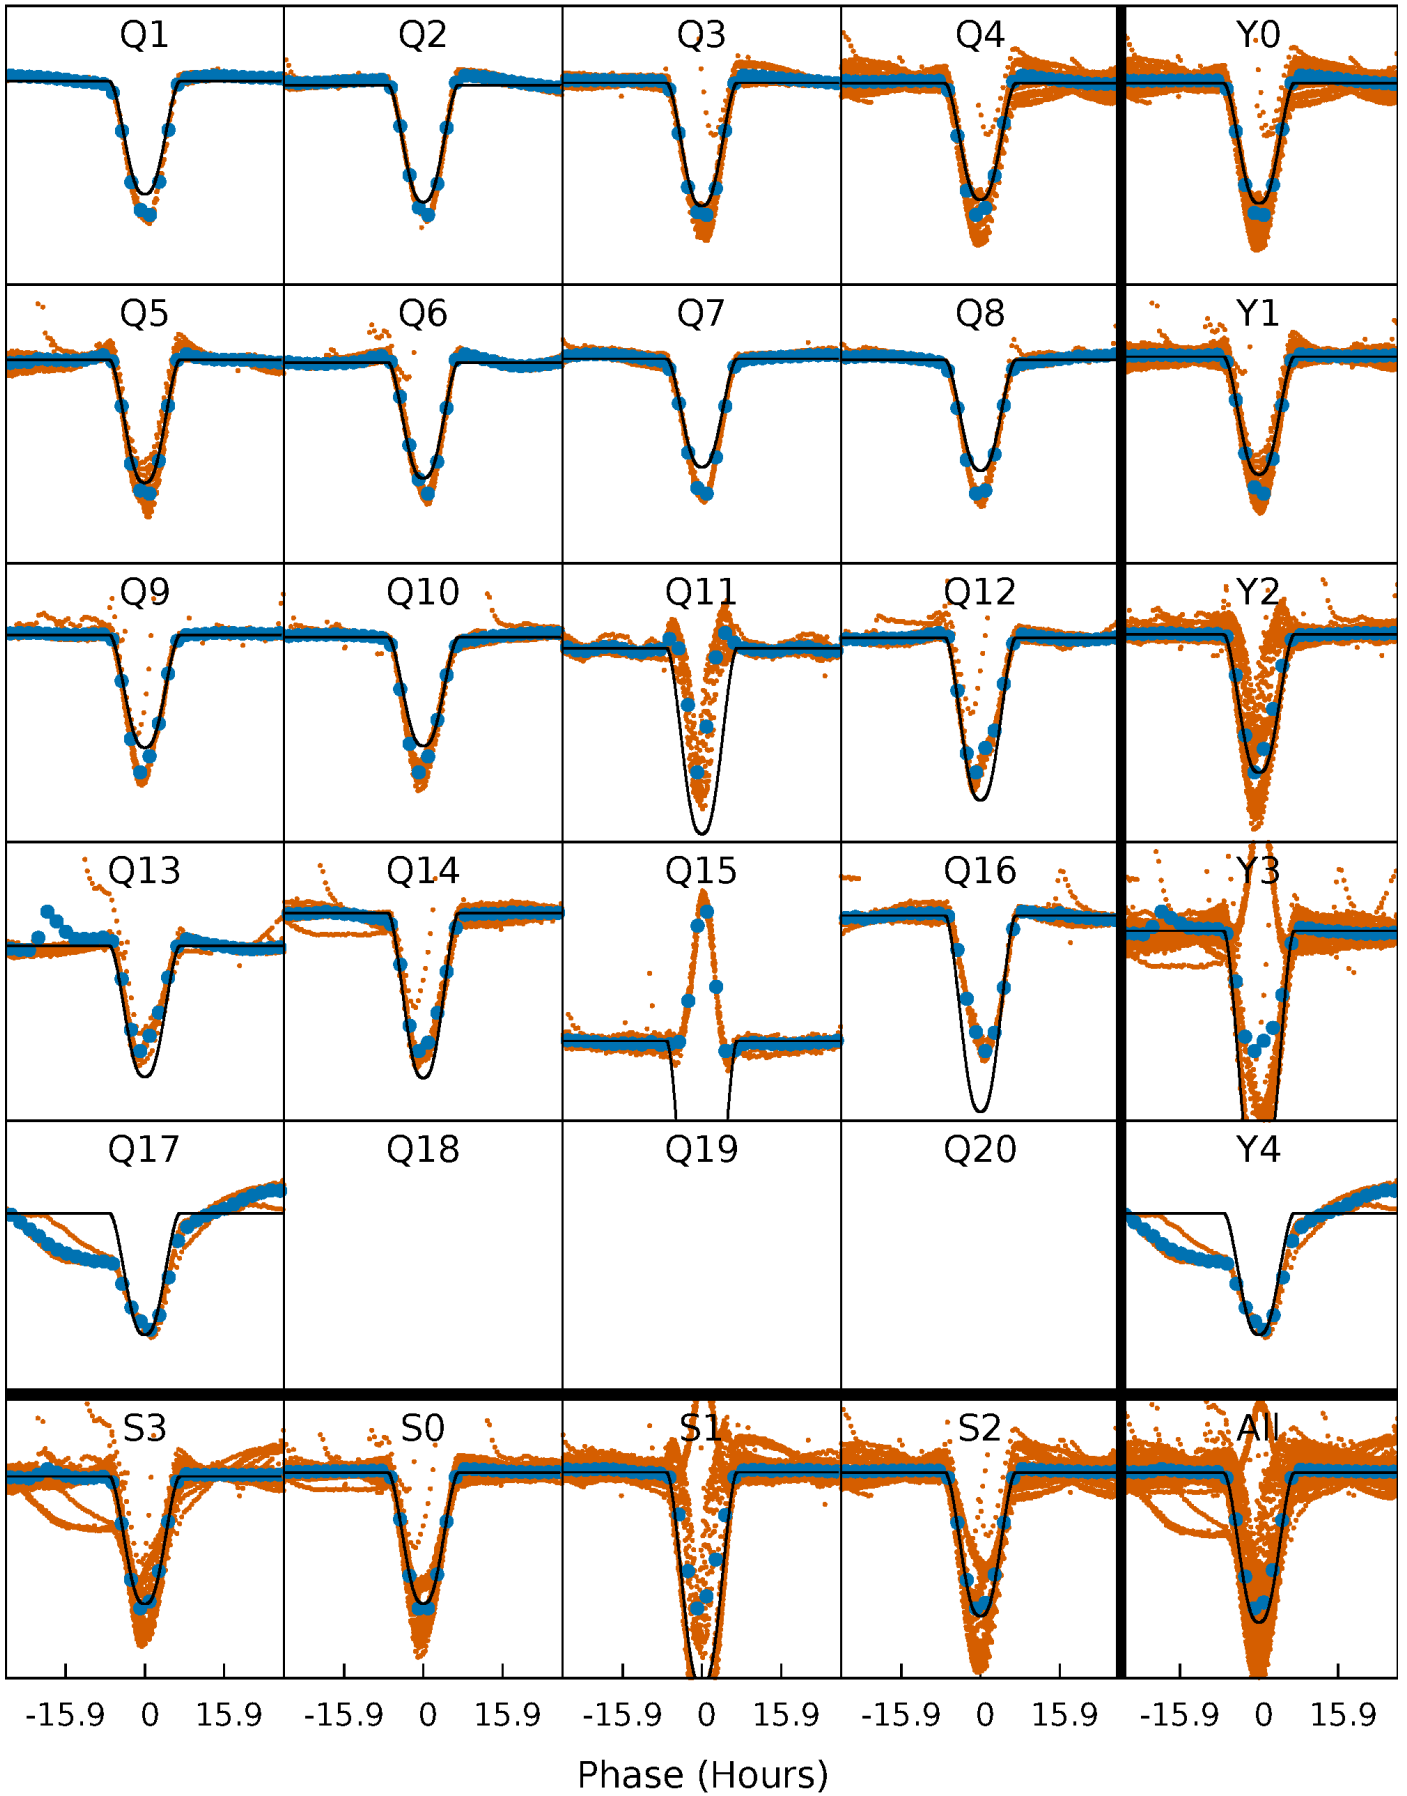 Q1 Q2 Q3 Q4 Y0
Q5 Q6 Q7 Q8 Y1
Q9 Q10 Q11 Q12 Y2
Q13 Q14 Q15 Q16 Y3
Q17 Q18 Q19 Q20 Y4
S3 S0 S1 S2 All
-15.9 0 15.9 -15.9 0 15.9 -15.9 0 15.9 -15.9 0 15.9 -15.9 0 15.9
Phase (Hours)